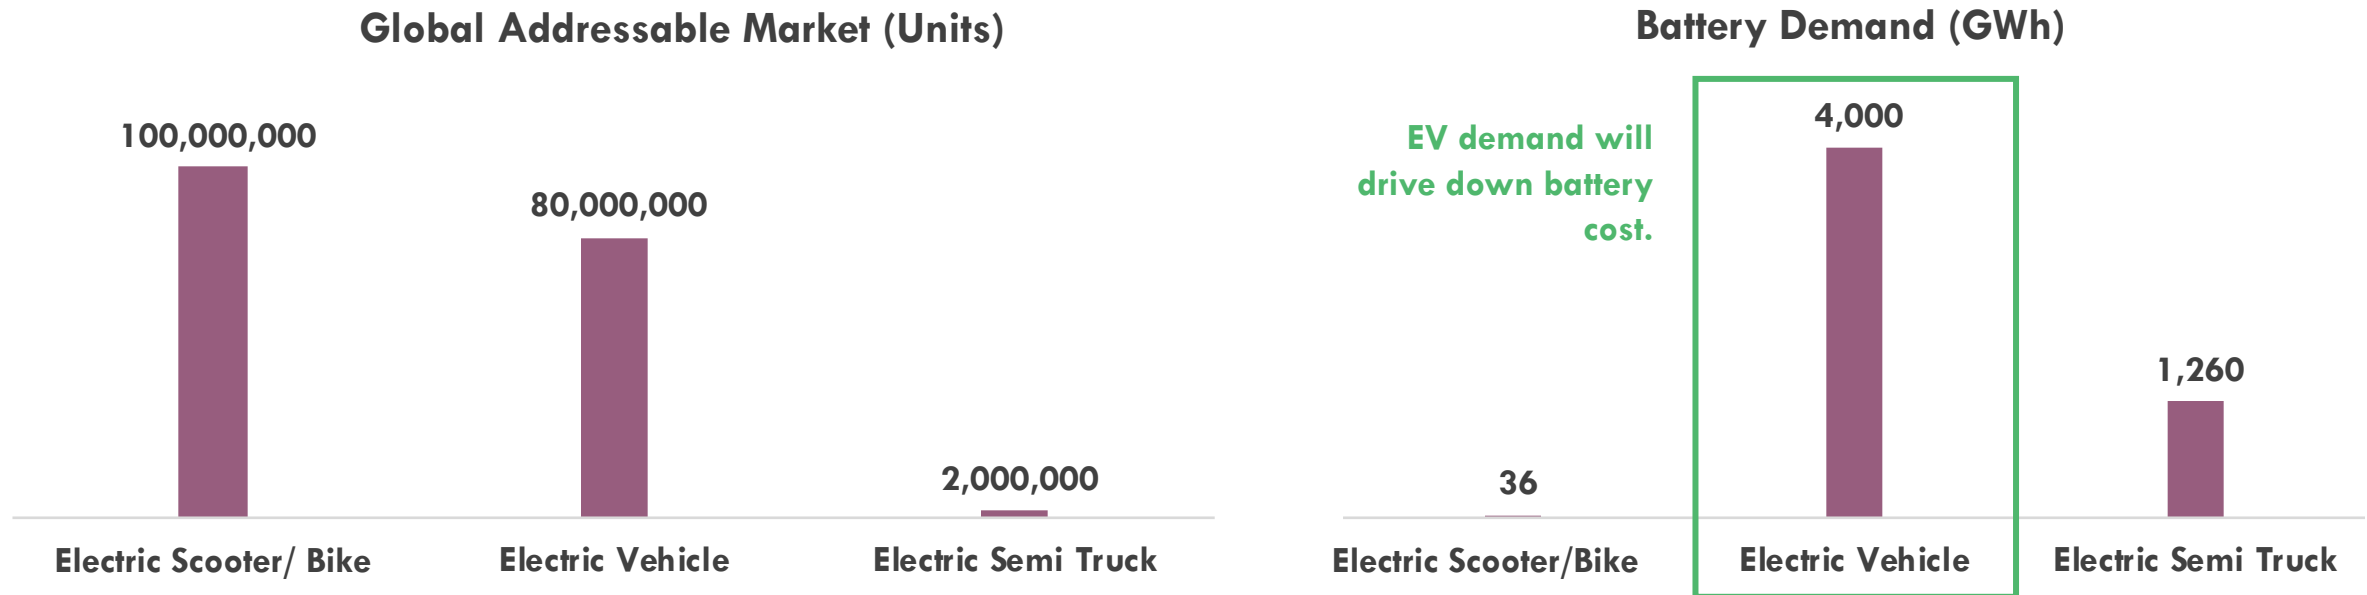 Global Addressable Market (Units)
100,000,000
80,000,000
2,000,000
Electric Scooter/ Bike
Electric Vehicle
Electric Semi Truck
Battery Demand (GWh)
EV demand will
drive down battery
cost.
36
4,000
1,260
Electric Scooter/Bike
Electric Vehicle
Electric Semi Truck